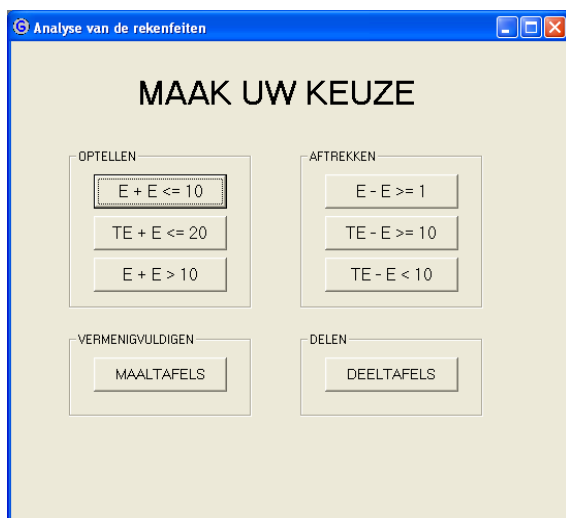 Analyse van de rekenfeiten
MAAK UW KEUZE
OPTELLEN
E + E <= 10
TE + E <= 20
E + E > 10
AFTREKKEN
E - E >= 1
TE - E >= 10
TE - E < 10
VERMENIGVULDIGEN
MAALTAFELS
DELEN
DEELTAFELS